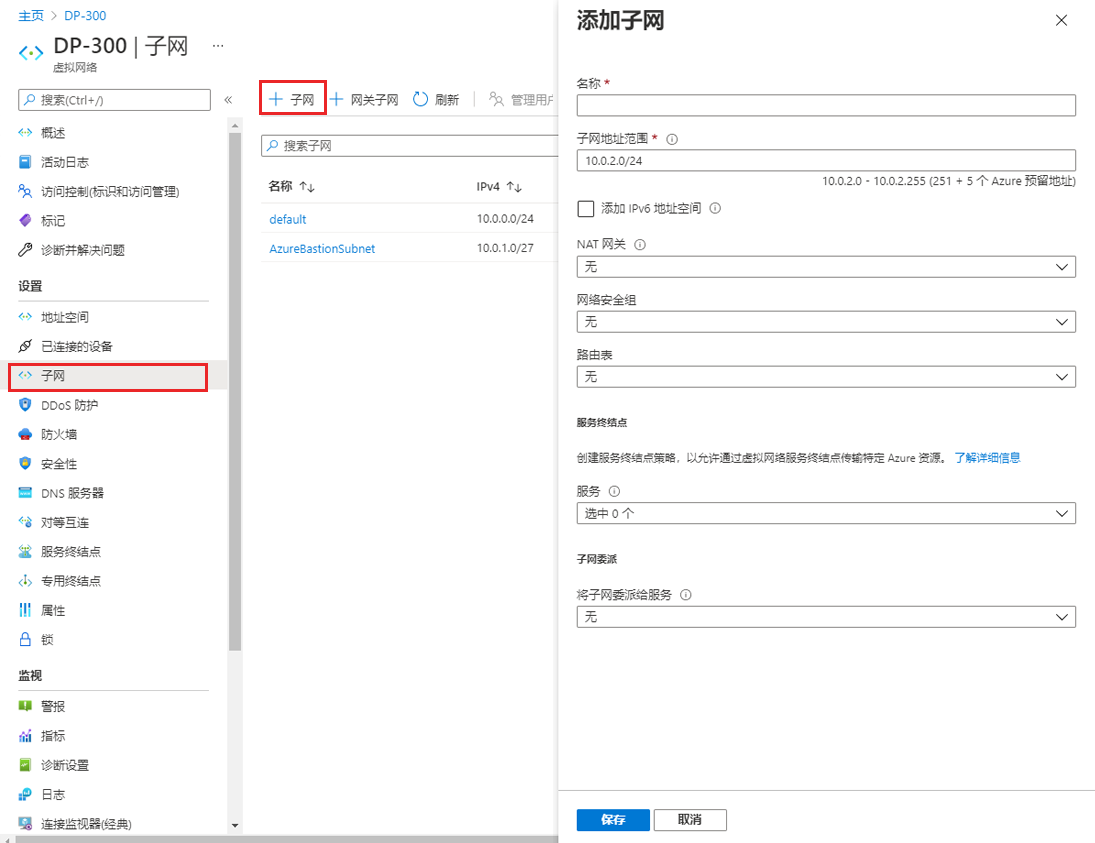 主页 > DP-300
DP-300 | 子网 ...
虚拟网络
搜索(Ctrl+/) «
概述
活动日志
访问控制(标识和访问管理)
标记
诊断并解决问题
设置
地址空间
已连接的设备
子网
DDoS 防护
防火墙
安全性
DNS 服务器
对等互连
服务终结点
专用终结点
属性
锁
监视
警报
指标
诊断设置
日志
连接监视器(经典)
+ 子网 + 网关子网 刷新 管理用户
搜索子网
名称 ↑↓ IPv4 ↑↓
default 10.0.0.0/24
AzureBastionSubnet 10.0.1.0/27
添加子网
名称 *
子网地址范围 *
10.0.2.0/24
10.0.2.0 - 10.0.2.255 (251 + 5 个 Azure 预留地址)
添加 IPv6 地址空间
NAT 网关
无
网络安全组
无
路由表
无
服务终结点
创建服务终结点策略，以允许通过虚拟网络服务终结点传输特定 Azure 资源。 了解详细信息
服务
选中 0 个
子网委派
将子网委派给服务
无
保存 取消